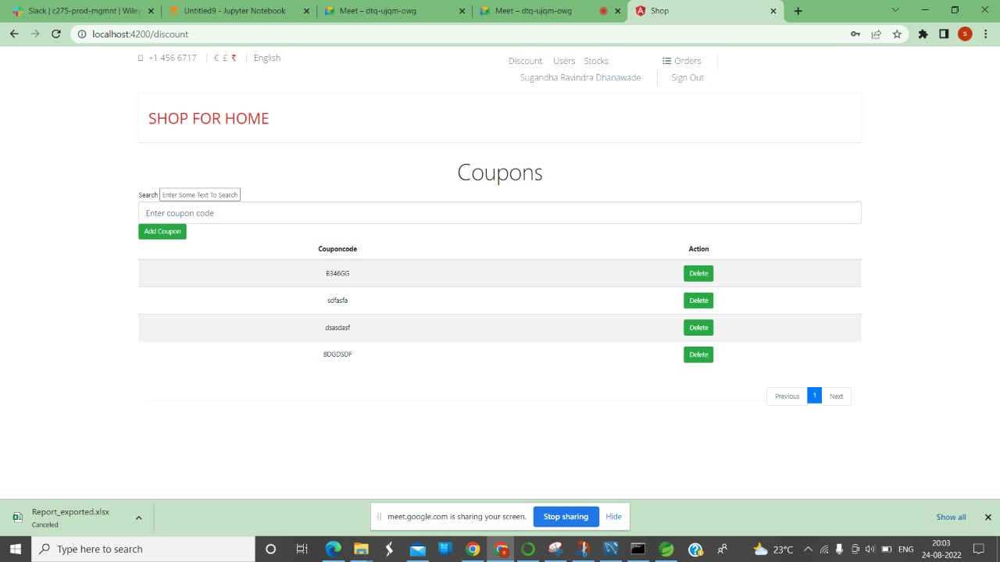 Slack | c275-prod-mgmnt | Wiley
Untitled9 - Jupyter Notebook
Meet – dtq-ujqm-owg
Meet – dtq-ujqm-owg
Shop
localhost:4200/discount
S
+1 456 6717
€ £ ₹
English
Discount Users Stocks
Orders
Sugandha Ravindra Dhanawade
Sign Out
SHOP FOR HOME
Coupons
Search Enter Some Text To Search
Enter coupon code
Add Coupon
Couponcode Action
B346GG Delete
sdfasfa Delete
dsasdasf Delete
BDGDSDF Delete
Previous 1 Next
Report_exported.xlsx
Canceled
meet.google.com is sharing your screen. Stop sharing Hide
Show all
Type here to search
23°C
ENG
20:03
24-08-2022